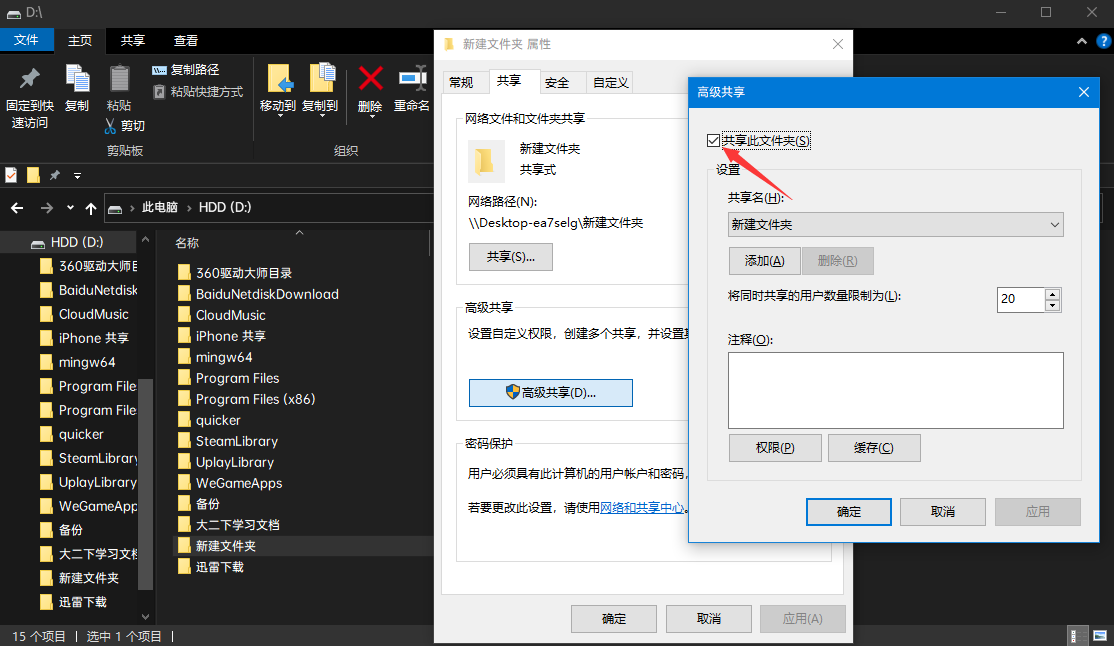 D:\
文件
主页
共享
查看
固定到快
速访问
复制
粘贴
复制路径
粘贴快捷方式
剪切
移动到
复制到
删除
重命名
剪贴板
组织
此电脑
HDD (D:)
HDD (D:)
360驱动大师目
BaiduNetdisk
CloudMusic
iPhone 共享
mingw64
Program File
Program File
quicker
SteamLibrary
UplayLibrary
WeGameApp
备份
大二下学习文档
新建文件夹
迅雷下载
名称
360驱动大师目录
BaiduNetdiskDownload
CloudMusic
iPhone 共享
mingw64
Program Files
Program Files (x86)
quicker
SteamLibrary
UplayLibrary
WeGameApps
备份
大二下学习文档
新建文件夹
迅雷下载
15 个项目
选中 1 个项目
新建文件夹 属性
常规
共享
安全
自定义
网络文件和文件夹共享
新建文件夹
共享式
网络路径(N):
\\Desktop-ea7selg\新建文件夹
共享(S)...
高级共享
设置自定义权限，创建多个共享，并设置其
高级共享(D)...
密码保护
用户必须具有此计算机的用户帐户和密码，
若要更改此设置，请使用网络和共享中心。
确定
取消
应用(A)
高级共享
共享此文件夹(S)
设置
共享名(H):
新建文件夹
添加(A)
删除(R)
将同时共享的用户数量限制为(L):
20
注释(O):
权限(P)
缓存(C)
确定
取消
应用